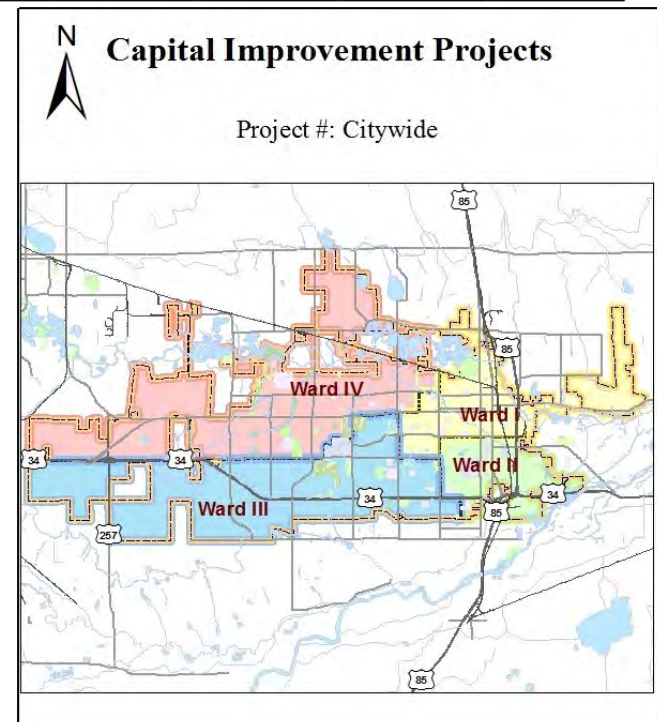 N
Capital Improvement Projects
Project #: Citywide
85
85
Ward IV
Ward I
34
34
Ward II
Ward III
34
34
85
257
85